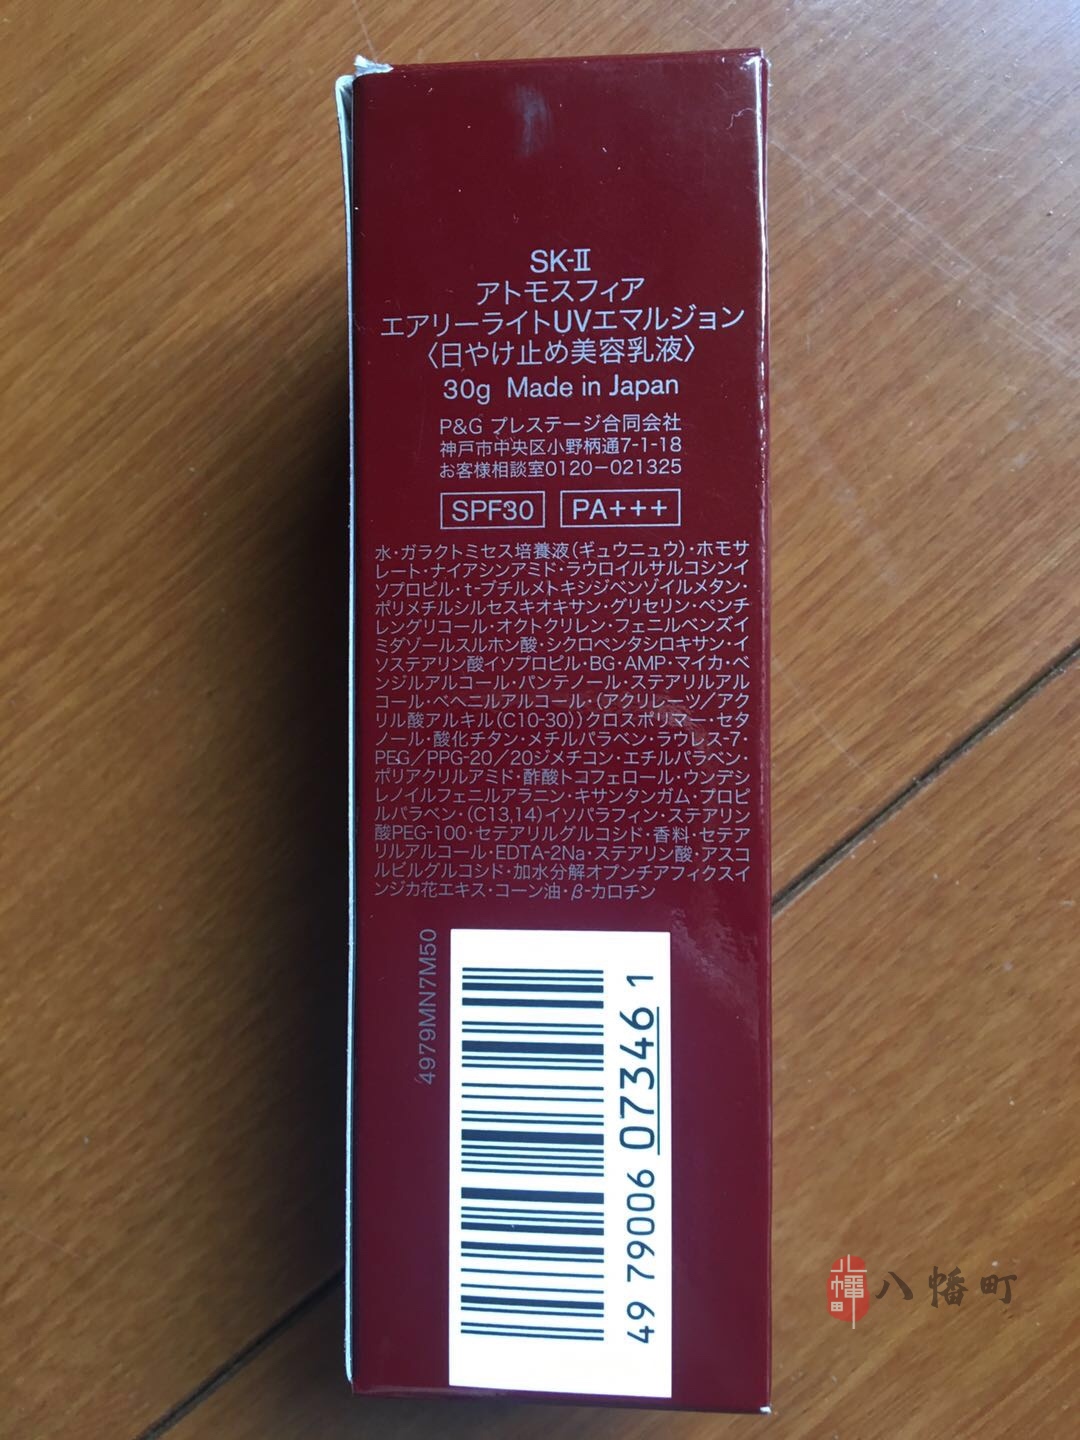 SK-II
アトモスフィア
エアリーライトUVエマルジョン
〈日やけ止め美容乳液〉
30g Made in Japan
P&G プレステージ合同会社
神戸市中央区小野柄通7-1-18
お客様相談室0120-021325
SPF30 PA+++
水・ガラクトミセス培養液(ギュウニュウ)・ホモサ
レート・ナイアシンアミド・ラウロイルサルコシンイ
ソプロピル・t-ブチルメトキシジベンゾイルメタン・
ポリメチルシルセスキオキサン・グリセリン・ペンチ
レングリコール・オクトクリレン・フェニルベンズイ
ミダゾールスルホン酸・シクロペンタシロキサン・イ
ソステアリン酸イソプロピル・BG・AMP・マイカ・ベ
ンジルアルコール・パンテノール・ステアリルアル
コール・ベヘニルアルコール・(アクリレーツ/アク
リル酸アルキル(C10-30))クロスポリマー・セタ
ノール・酸化チタン・メチルパラベン・ラウレス-7・
PEG/PPG-20/20ジメチコン・エチルパラベン・
ポリアクリルアミド・酢酸トコフェロール・ウンデシ
レノイルフェニルアラニン・キサンタンガム・プロピ
ルパラベン・(C13,14)イソパラフィン・ステアリン
酸PEG-100・セテアリルグルコシド・香料・セテア
リルアルコール・EDTA-2Na・ステアリン酸・アスコ
ルビルグルコシド・加水分解オプンチアフィクスイ
ンジカ花エキス・コーン油・β-カロチン
4979MN7M50
4979006073461
八幡町
八幡町